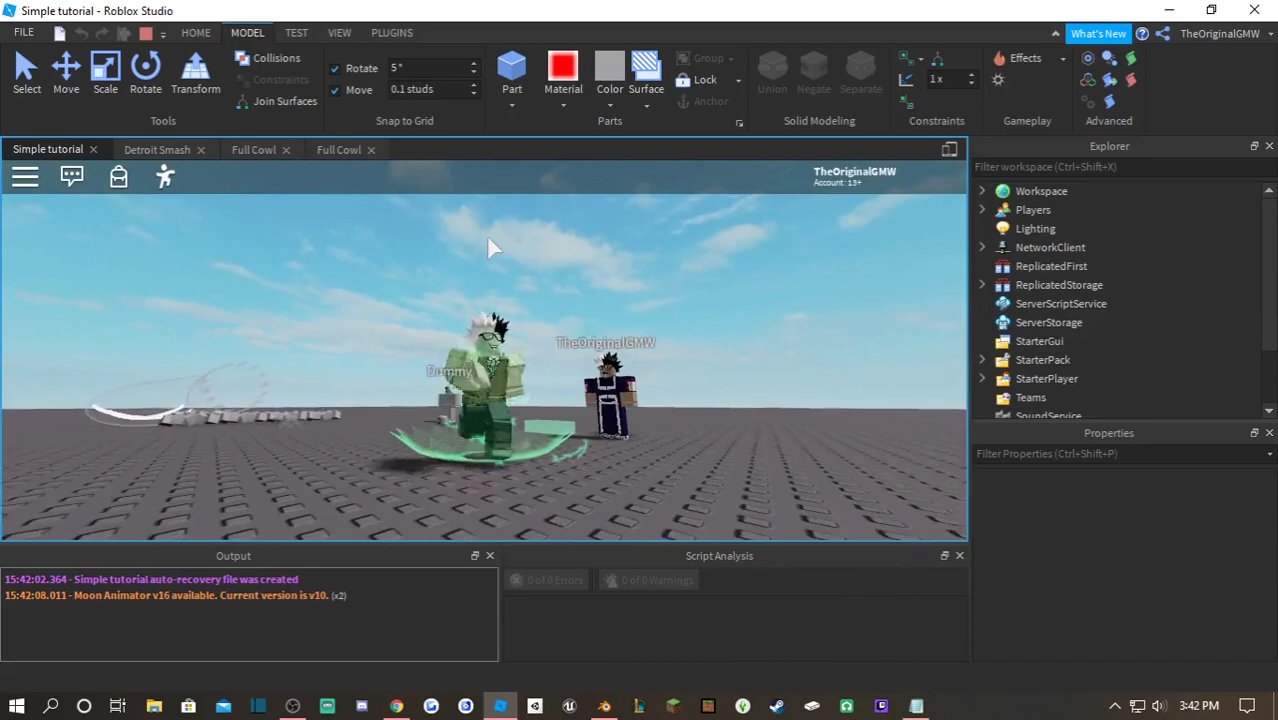 Simple tutorial - Roblox Studio
FILE HOME MODEL TEST VIEW PLUGINS What's New TheOriginalGMW
Select Move Scale Rotate Transform
Collisions
Constraints
Join Surfaces
Tools
Rotate 5°
Move 0.1 studs
Snap to Grid
Part Material Color Surface
Group
Lock
Anchor
Parts
Union Negate Separate
Solid Modeling
1 x
Constraints
Effects
Gameplay
Advanced
Simple tutorial Detroit Smash Full Cowl Full Cowl
TheOriginalGMW
Account: 13+
TheOriginalGMW
Dummy
Explorer
Filter workspace (Ctrl+Shift+X)
Workspace
Players
Lighting
NetworkClient
ReplicatedFirst
ReplicatedStorage
ServerScriptService
ServerStorage
StarterGui
StarterPack
StarterPlayer
Teams
SoundService
Properties
Filter Properties (Ctrl+Shift+P)
Output
15:42:02.364 - Simple tutorial auto-recovery file was created
15:42:08.011 - Moon Animator v16 available. Current version is v10. (x2)
Script Analysis
0 of 0 Errors 0 of 0 Warnings
3:42 PM